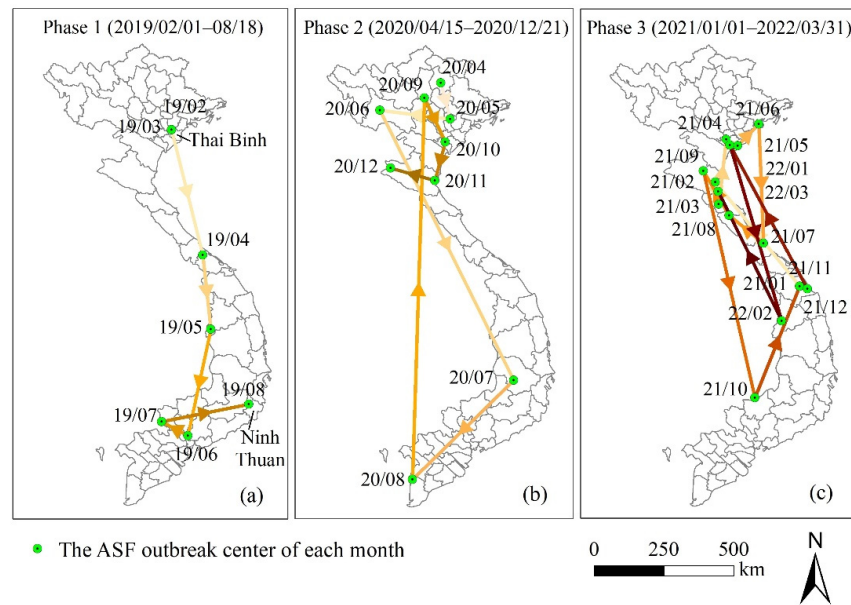 Phase 1 (2019/02/01–08/18)
19/02
19/03
Thai Binh
19/04
19/05
19/08
19/07
Ninh
Thuan
19/06
(a)
Phase 2 (2020/04/15–2020/12/21)
20/04
20/09
20/06
20/05
20/10
20/12
20/11
20/07
20/08
(b)
Phase 3 (2021/01/01–2022/03/31)
21/06
21/04
21/05
21/09
22/01
21/02
22/03
21/03
21/08
21/07
21/11
21/01
21/12
22/02
21/10
(c)
The ASF outbreak center of each month
0 250 500
km
N